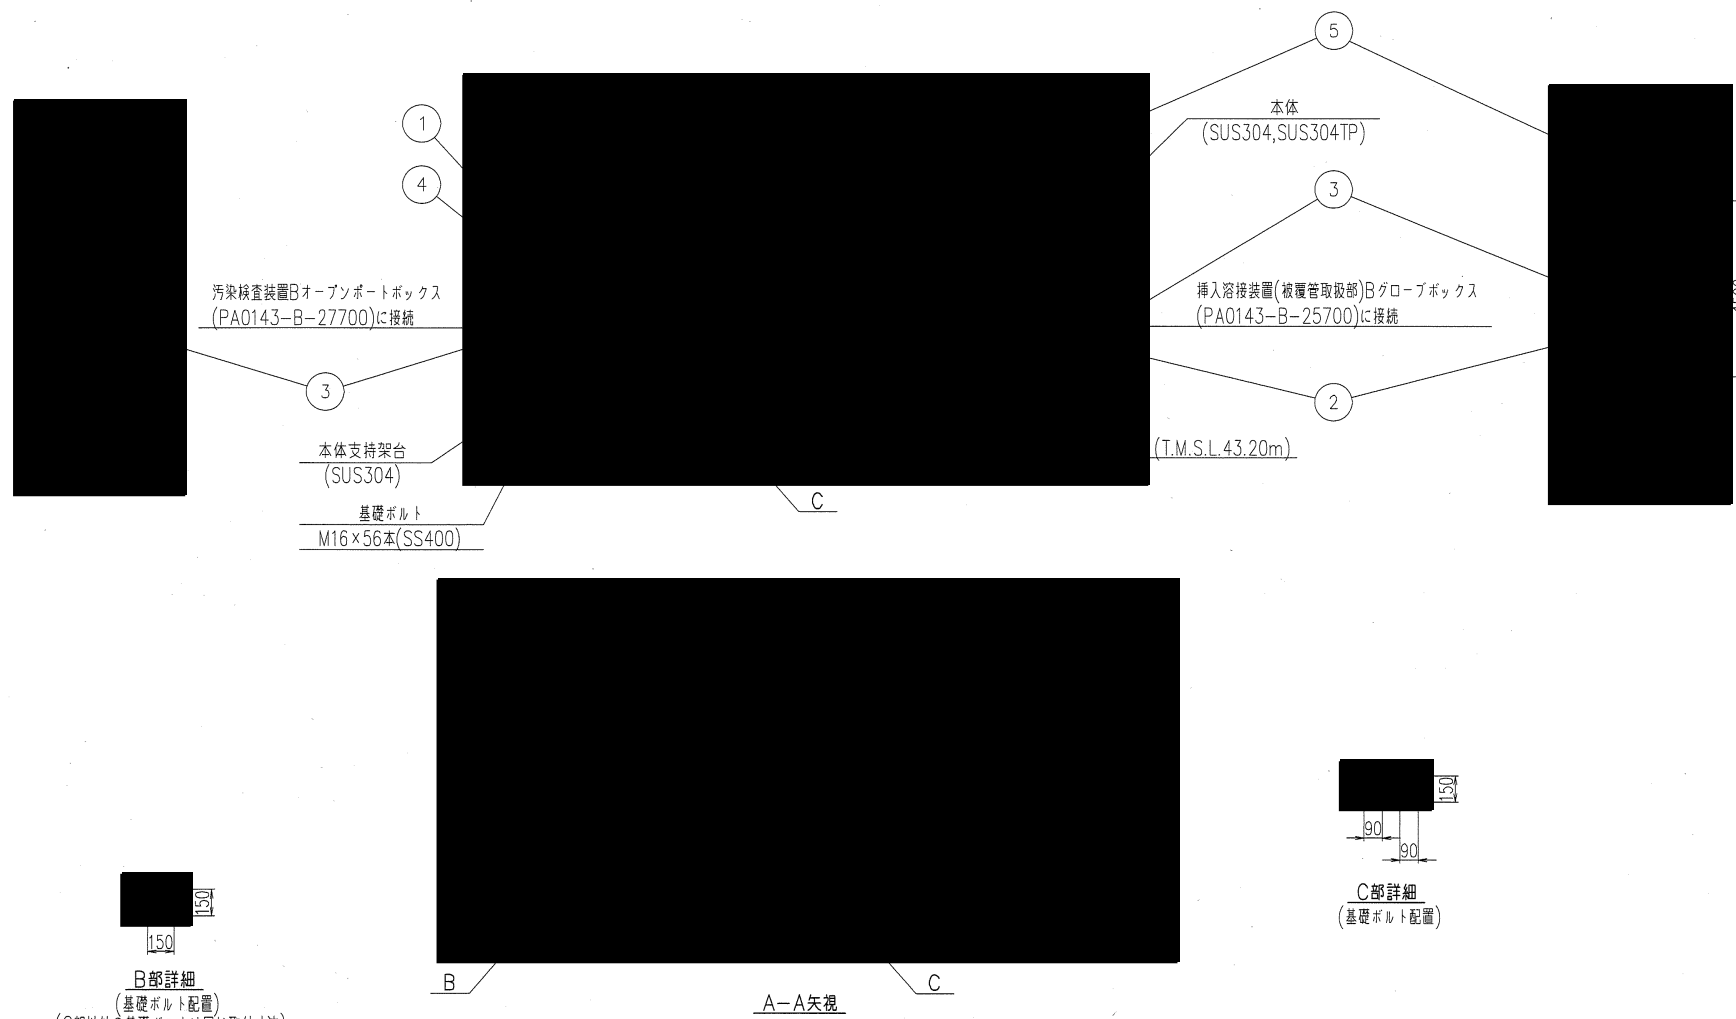 5
本体
(SUS304,SUS304TP)
1
4
3
汚染検査装置Bオープンポートボックス
(PA0143-B-27700)に接続
挿入溶接装置(被覆管取扱部)Bグローブボックス
(PA0143-B-25700)に接続
3
2
本体支持架台
(SUS304)
(T.M.S.L.43.20m)
基礎ボルト
M16×56本(SS400)
C
150
90
90
C部詳細
(基礎ボルト配置)
150
150
B部詳細
(基礎ボルト配置)
B
C
A-A矢視